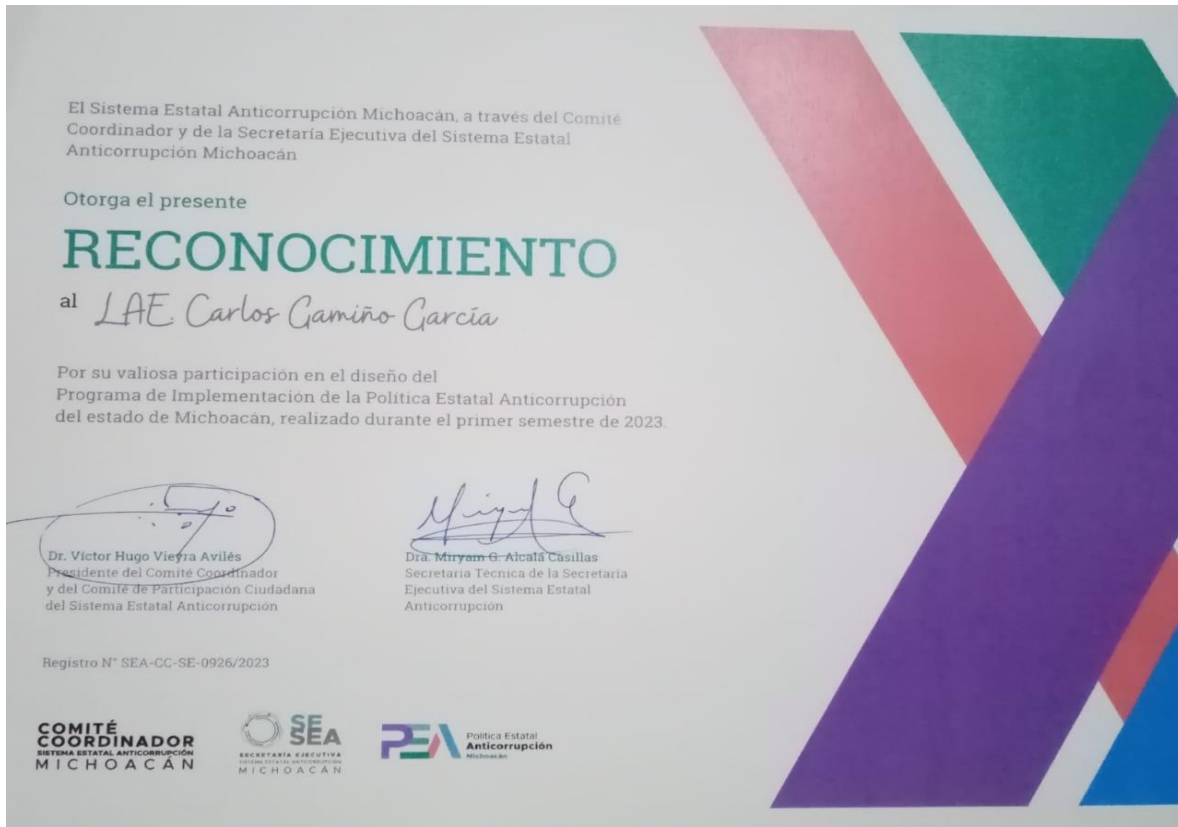 El Sistema Estatal Anticorrupción Michoacán, a través del Comité
Coordinador y de la Secretaría Ejecutiva del Sistema Estatal
Anticorrupción Michoacán
Otorga el presente
RECONOCIMIENTO
al LAE. Carlos Gamiño García
Por su valiosa participación en el diseño del
Programa de Implementación de la Política Estatal Anticorrupción
del estado de Michoacán, realizado durante el primer semestre de 2023.
Dr. Víctor Hugo Vieyra Avilés
Presidente del Comité Coordinador
y del Comité de Participación Ciudadana
del Sistema Estatal Anticorrupción
Dra. Miryam G. Alcalá Casillas
Secretaria Técnica de la Secretaría
Ejecutiva del Sistema Estatal
Anticorrupción
Registro N° SEA-CC-SE-0926/2023
COMITÉ
COORDINADOR
SISTEMA ESTATAL ANTICORRUPCIÓN
MICHOACÁN
SE
SEA
SECRETARÍA EJECUTIVA
SISTEMA ESTATAL ANTICORRUPCIÓN
MICHOACÁN
PEA
Política Estatal
Anticorrupción
Michoacán